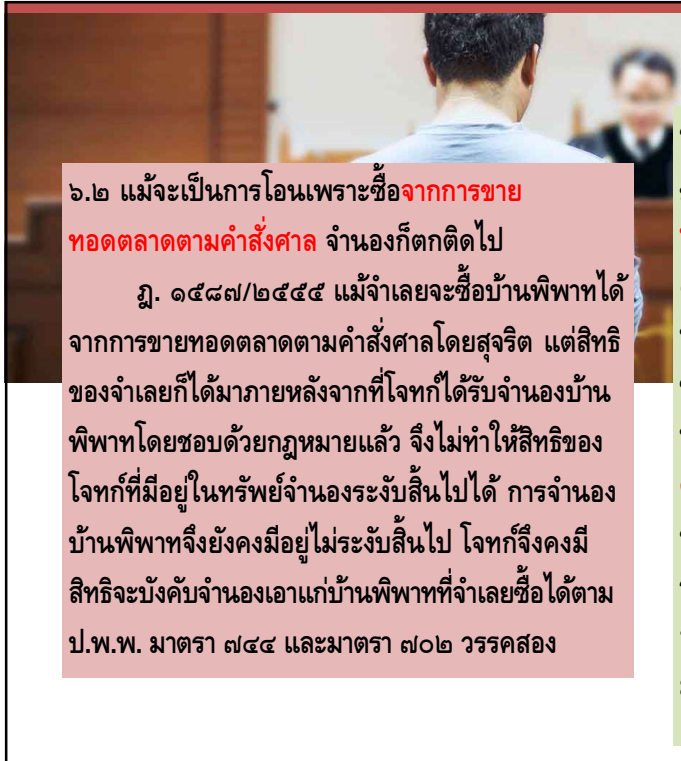 ๖.๒ แม้จะเป็นการโอนเพราะซื้อจากการขาย
ทอดตลาดตามคำสั่งศาล จำนองก็ตกติดไป
ฎ. ๑๕๘๗/๒๕๕๕ แม้จำเลยจะซื้อบ้านพิพาทได้
จากการขายทอดตลาดตามคำสั่งศาลโดยสุจริต แต่สิทธิ
ของจำเลยก็ได้มาภายหลังจากที่โจทก์ได้รับจำนองบ้าน
พิพาทโดยชอบด้วยกฎหมายแล้ว จึงไม่ทำให้สิทธิของ
โจทก์ที่มีอยู่ในทรัพย์จำนองระงับสิ้นไปได้ การจำนอง
บ้านพิพาทจึงยังคงมีอยู่ไม่ระงับสิ้นไป โจทก์จึงคงมี
สิทธิจะบังคับจำนองเอาแก่บ้านพิพาทที่จำเลยซื้อได้ตาม
ป.พ.พ. มาตรา ๗๔๔ และมาตรา ๗๐๒ วรรคสอง